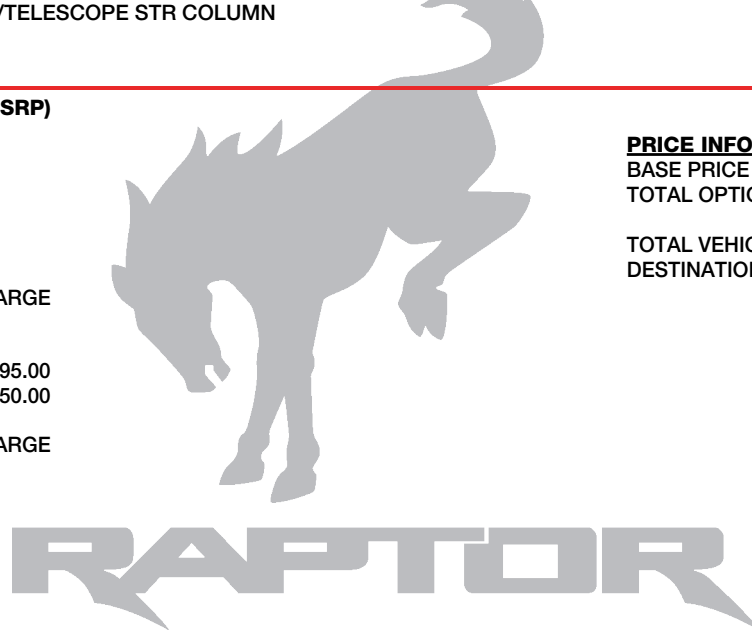 /TELESCOPE STR COLUMN
SRP)
PRICE INFO
BASE PRICE
TOTAL OPTIO
TOTAL VEHIC
DESTINATION
ARGE
95.00
50.00
ARGE
RAPTOR